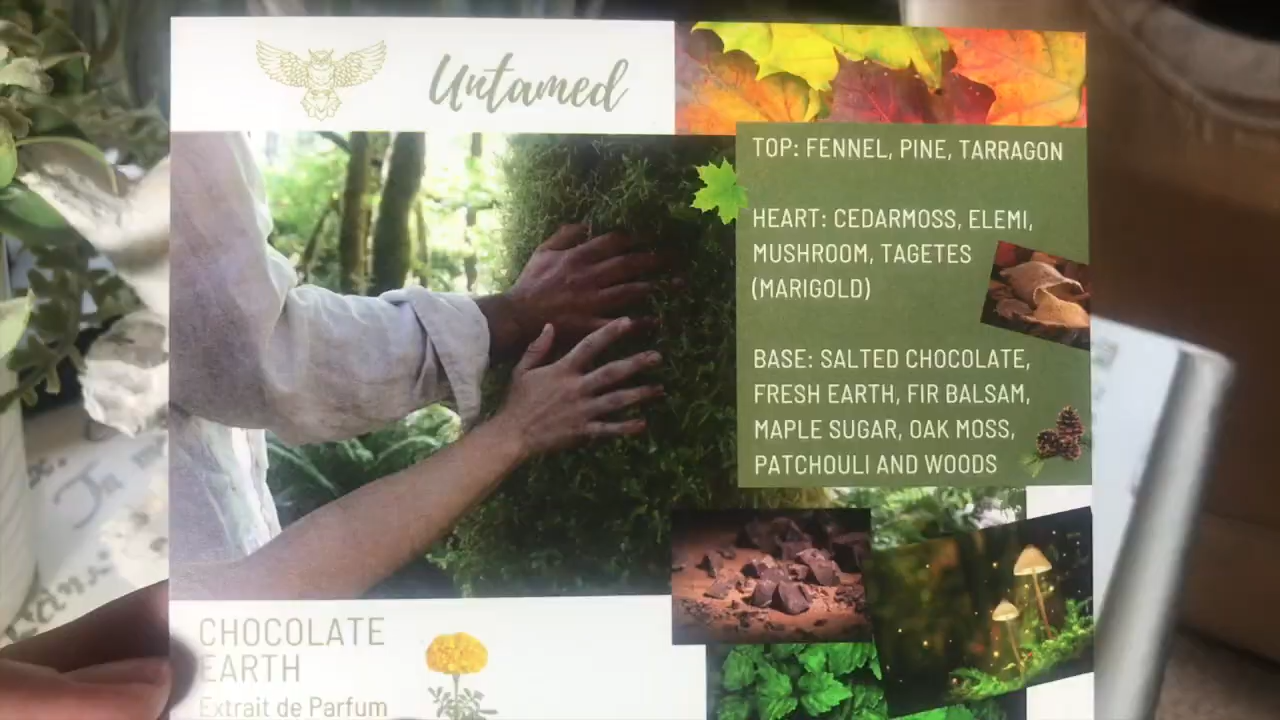 Untamed
TOP: FENNEL, PINE, TARRAGON
HEART: CEDARMOSS, ELEMI,
MUSHROOM, TAGETES
(MARIGOLD)
BASE: SALTED CHOCOLATE,
FRESH EARTH, FIR BALSAM,
MAPLE SUGAR, OAK MOSS,
PATCHOULI AND WOODS
CHOCOLATE
EARTH
Extrait de Parfum